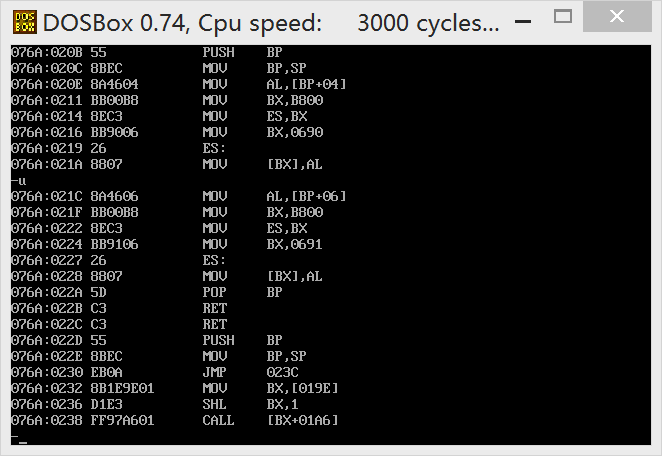 DOS BOX
DOSBox 0.74, Cpu speed: 3000 cycles...
076A:020B 55 PUSH BP
076A:020C 8BEC MOV BP,SP
076A:020E 8A4604 MOV AL,[BP+04]
076A:0211 BB00B8 MOV BX,B800
076A:0214 8EC3 MOV ES,BX
076A:0216 BB9006 MOV BX,0690
076A:0219 26 ES:
076A:021A 8807 MOV [BX],AL
-u
076A:021C 8A4606 MOV AL,[BP+06]
076A:021F BB00B8 MOV BX,B800
076A:0222 8EC3 MOV ES,BX
076A:0224 BB9106 MOV BX,0691
076A:0227 26 ES:
076A:0228 8807 MOV [BX],AL
076A:022A 5D POP BP
076A:022B C3 RET
076A:022C C3 RET
076A:022D 55 PUSH BP
076A:022E 8BEC MOV BP,SP
076A:0230 EB0A JMP 023C
076A:0232 8B1E9E01 MOV BX,[019E]
076A:0236 D1E3 SHL BX,1
076A:0238 FF97A601 CALL [BX+01A6]
-_